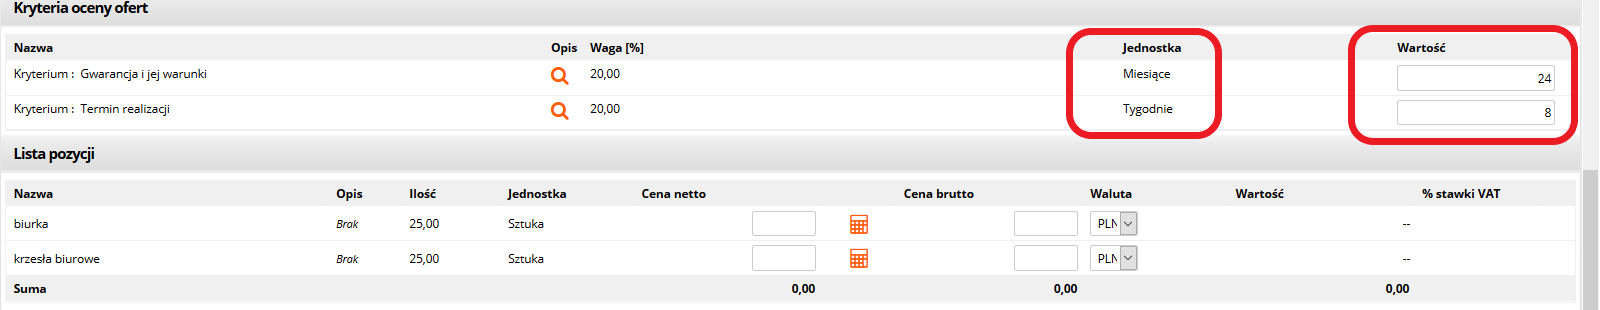 Kryteria oceny ofert
Nazwa Opis Waga [%] Jednostka Wartość
Kryterium : Gwarancja i jej warunki 20,00 Miesiące 24
Kryterium : Termin realizacji 20,00 Tygodnie 8
Lista pozycji
Nazwa Opis Ilość Jednostka Cena netto Cena brutto Waluta Wartość % stawki VAT
biurka Brak 25,00 Sztuka PLN --
krzesła biurowe Brak 25,00 Sztuka PLN --
Suma 0,00 0,00 0,00